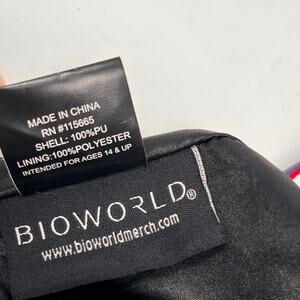 MADE IN CHINA
RN #115665
SHELL: 100%PU
LINING:100%POLYESTER
INTENDED FOR AGES 14 & UP
BIOWORLD®
www.bioworldmerch.com